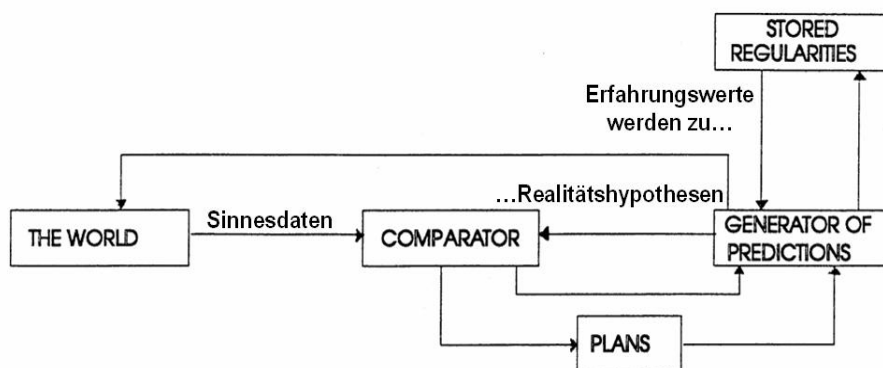 STORED
REGULARITIES
Erfahrungswerte
werden zu...
...Realitätshypothesen
THE WORLD
Sinnesdaten
COMPARATOR
GENERATOR OF
PREDICTIONS
PLANS